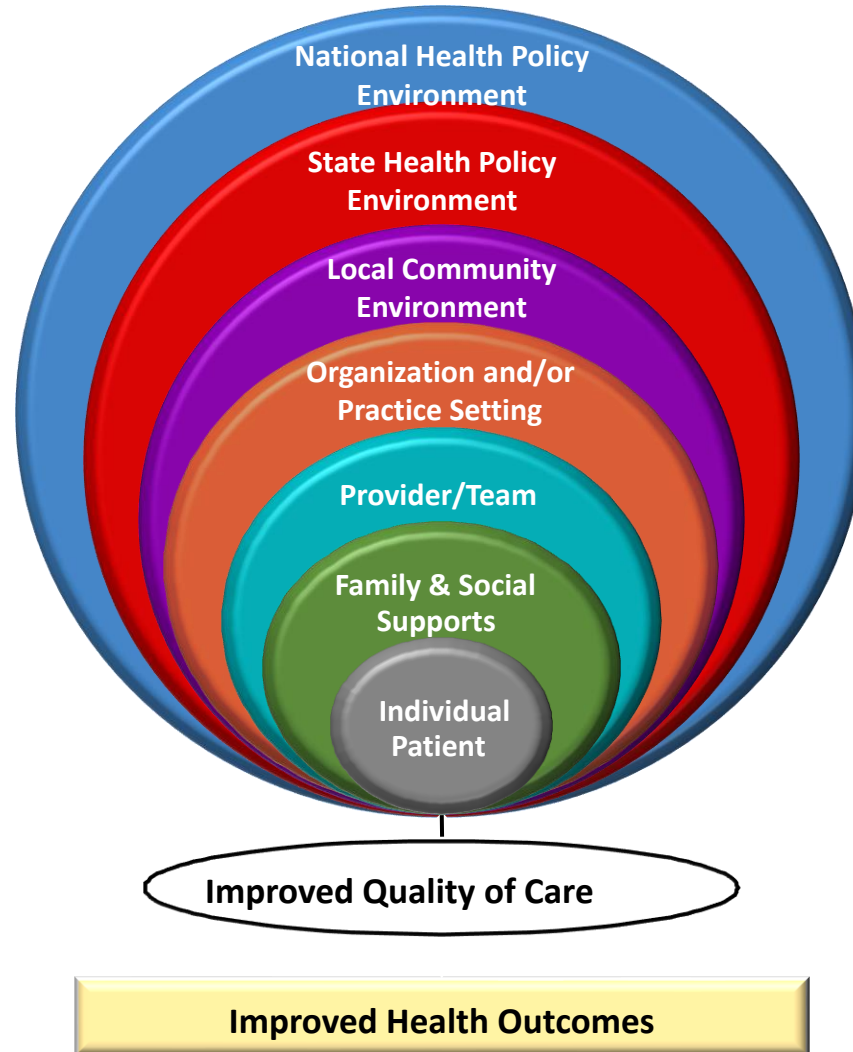 National Health Policy
Environment
State Health Policy
Environment
Local Community
Environment
Organization and/or
Practice Setting
Provider/Team
Family & Social
Supports
Individual
Patient
Improved Quality of Care
Improved Health Outcomes